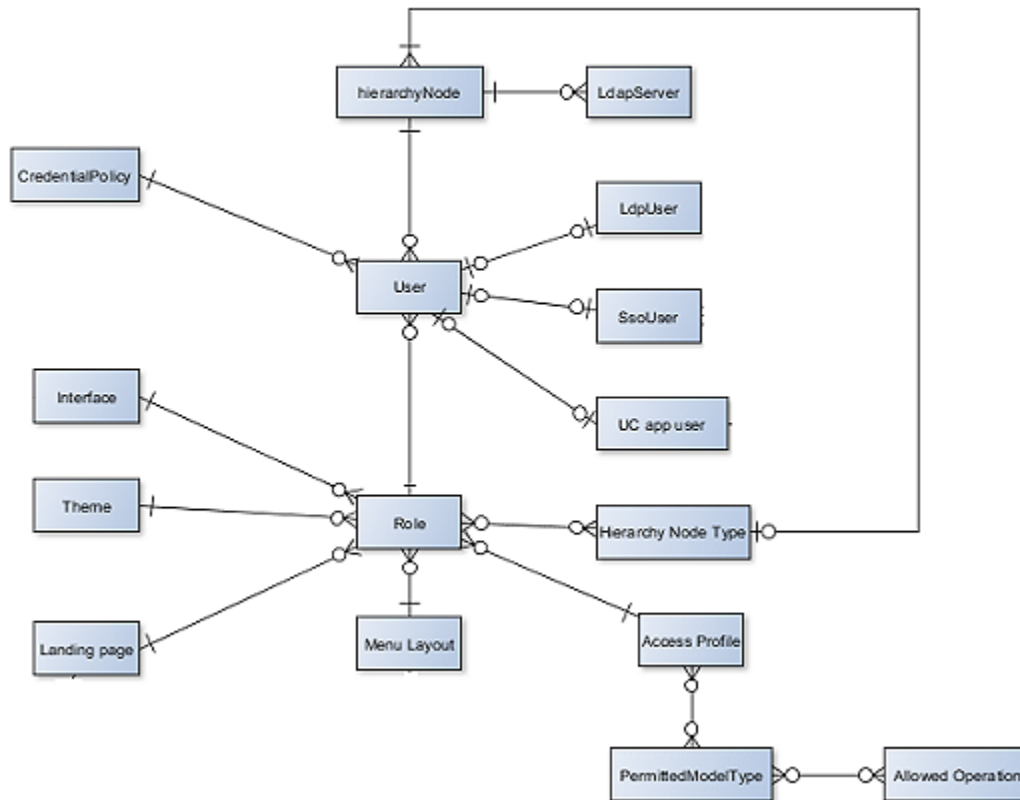 hierarchyNode
LdapServer
CredentialPolicy
LdpUser
User
SsoUser
Interface
UC app user
Theme
Role
Hierarchy Node Type
Landing page
Menu Layout
Access Profile
PermittedModelType
Allowed Operation